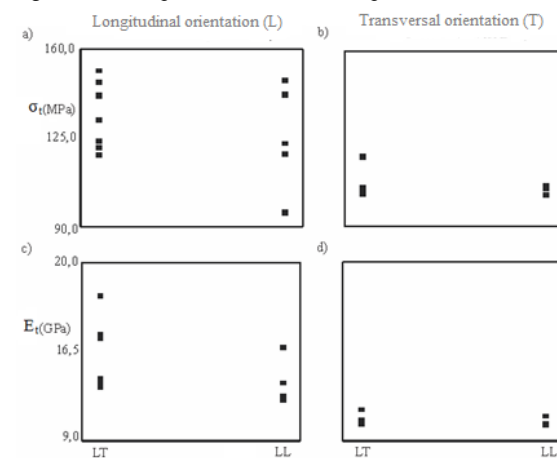 Longitudinal orientation (L) Transversal orientation (T)
a) b)
160,0
σt(MPa)
125,0
90,0
c) d)
20,0
Et(GPa)
16,5
9,0
LT LL LT LL